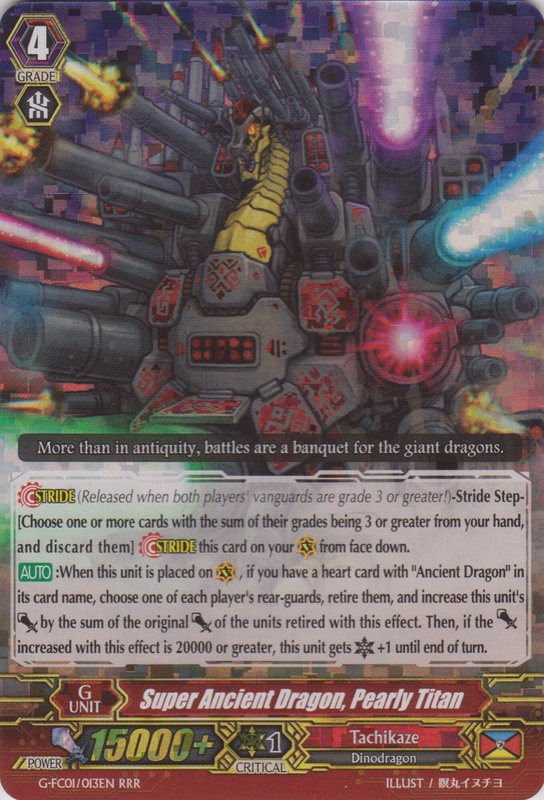 4
GRADE
More than in antiquity, battles are a banquet for the giant dragons.
STRIDE (Released when both players' vanguards are grade 3 or greater!)-Stride Step-
[Choose one or more cards with the sum of their grades being 3 or greater from your hand,
and discard them] STRIDE this card on your from face down.
AUTO :When this unit is placed on , if you have a heart card with "Ancient Dragon" in
its card name, choose one of each player's rear-guards, retire them, and increase this unit's
by the sum of the original of the units retired with this effect. Then, if the
increased with this effect is 20000 or greater, this unit gets +1 until end of turn.
G
UNIT
Super Ancient Dragon, Pearly Titan
POWER 15000+ 1 CRITICAL
Tachikaze
Dinodragon
G-FC01/013EN RRR
ILLUST / 瞑丸イヌチヨ